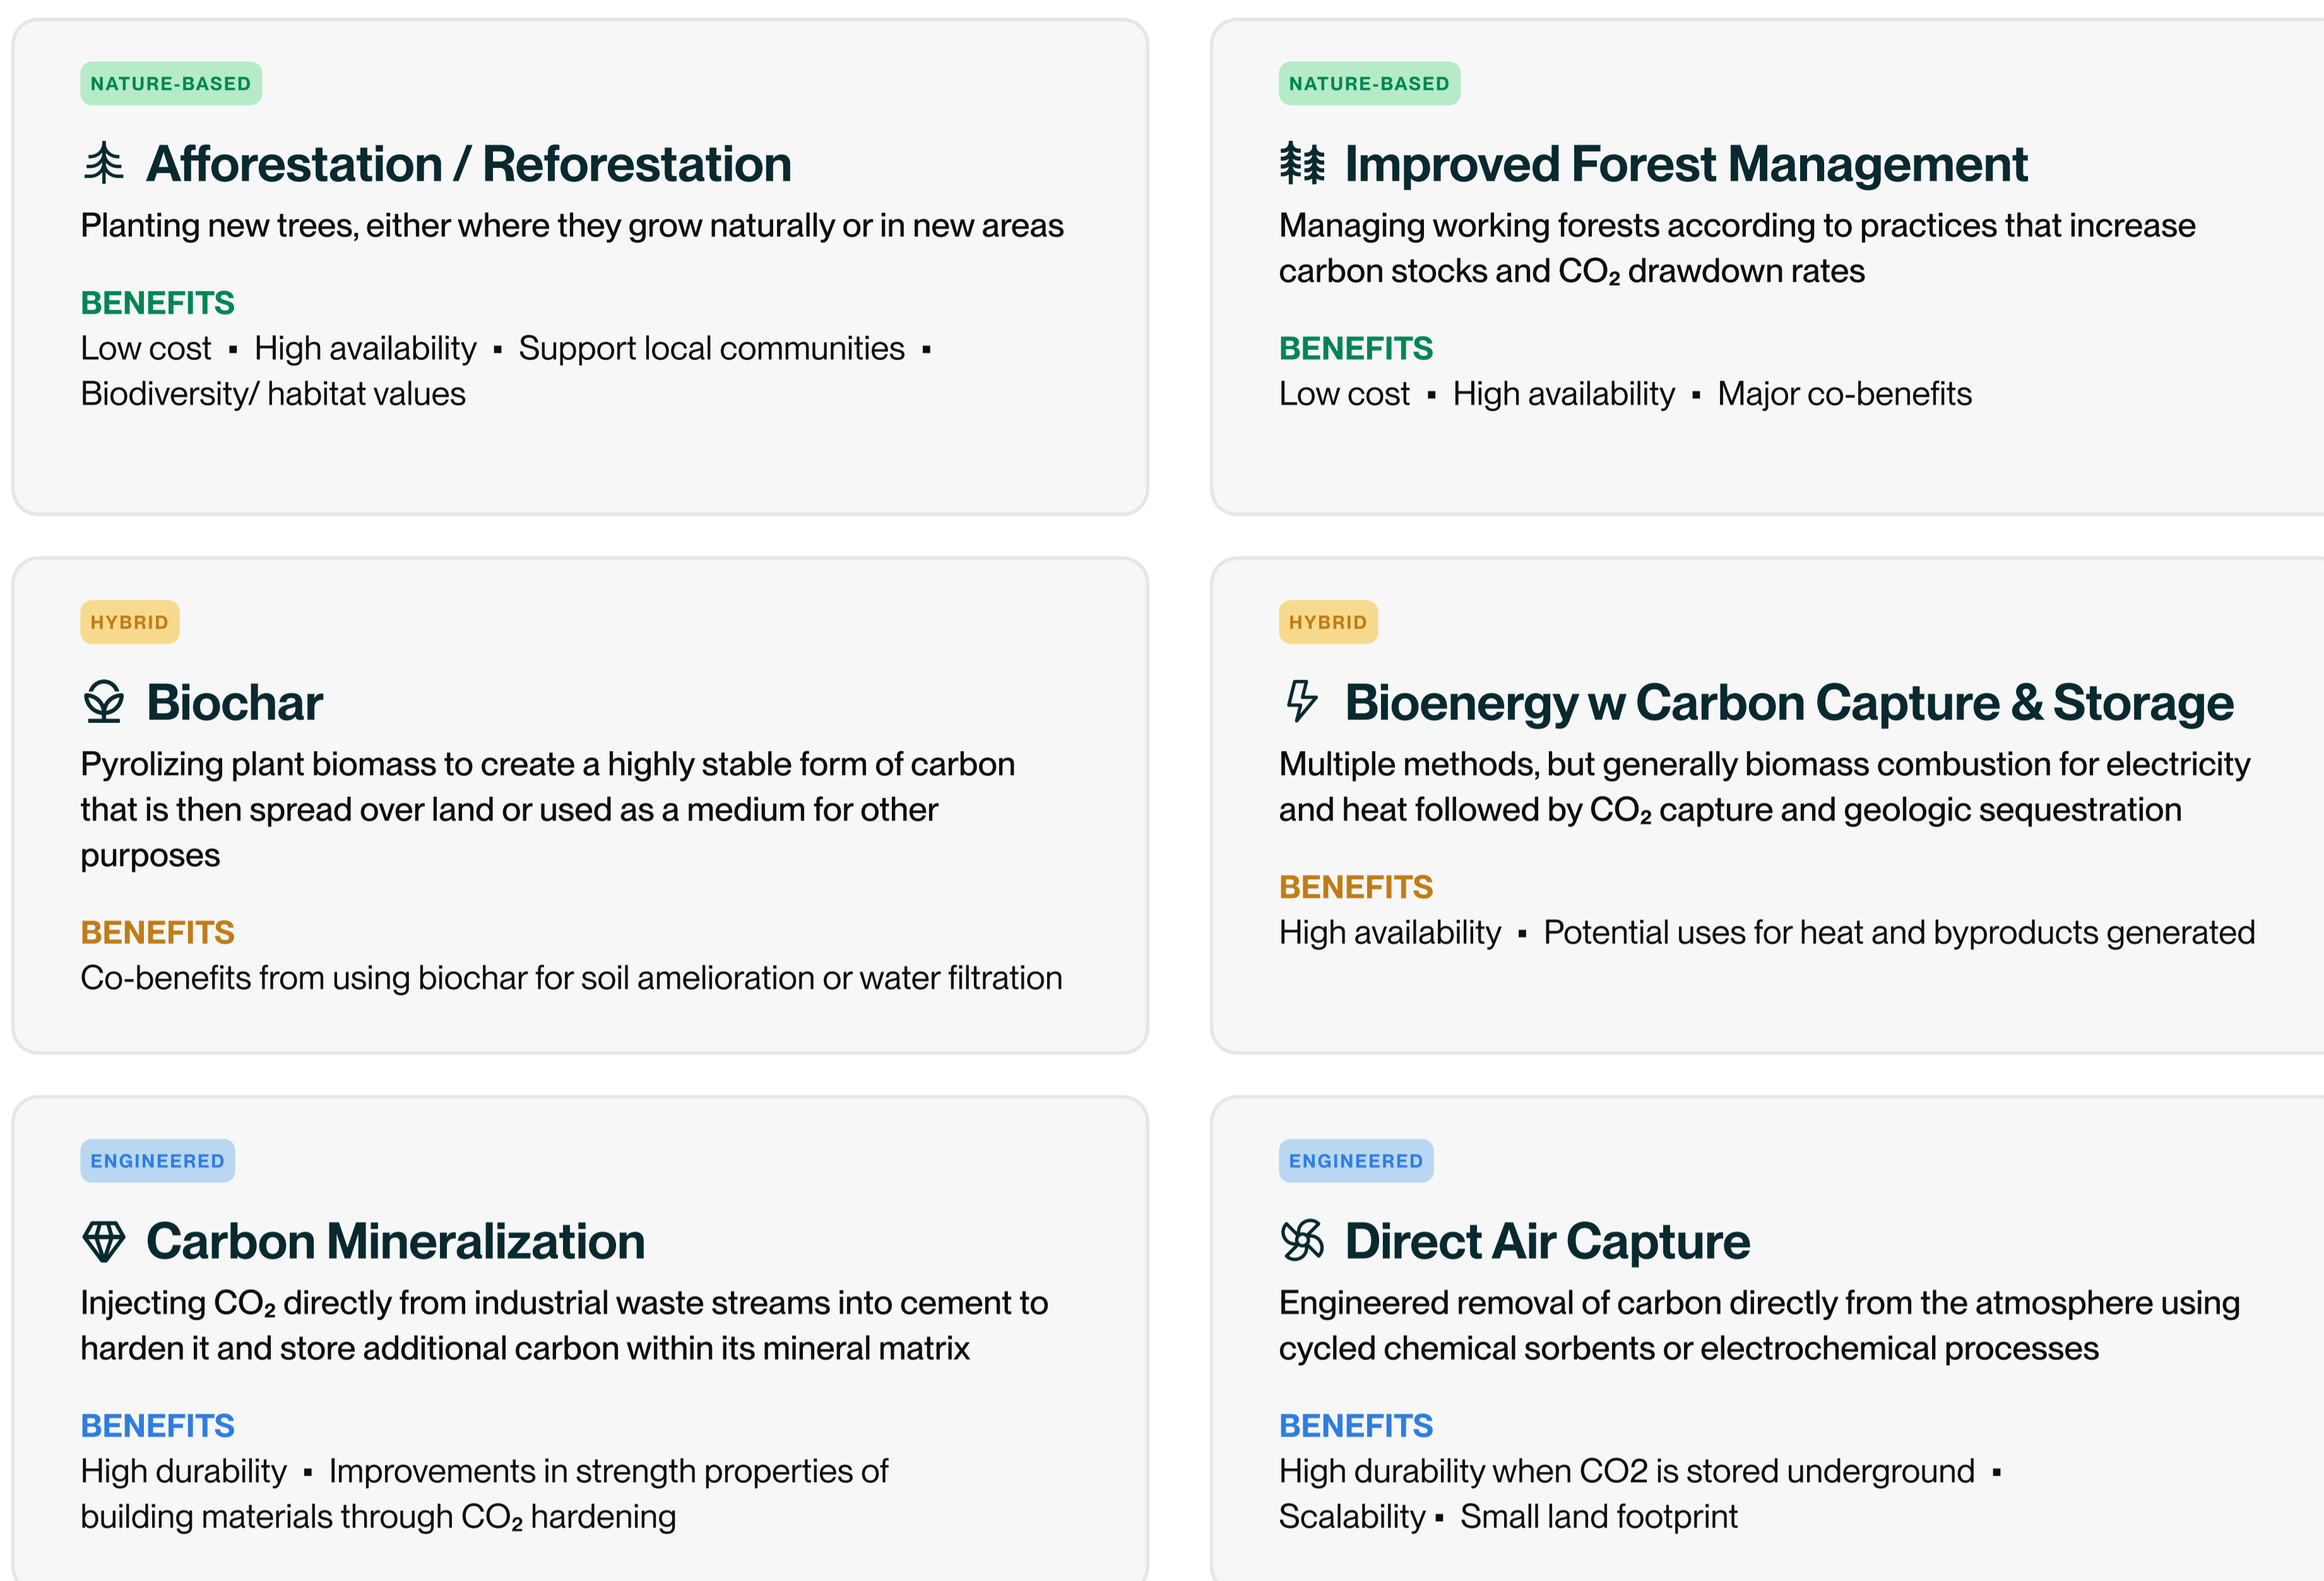 NATURE-BASED
Afforestation / Reforestation
Planting new trees, either where they grow naturally or in new areas
BENEFITS
Low cost ▪ High availability ▪ Support local communities ▪
Biodiversity/ habitat values
NATURE-BASED
Improved Forest Management
Managing working forests according to practices that increase
carbon stocks and CO₂ drawdown rates
BENEFITS
Low cost ▪ High availability ▪ Major co-benefits
HYBRID
Biochar
Pyrolizing plant biomass to create a highly stable form of carbon
that is then spread over land or used as a medium for other
purposes
BENEFITS
Co-benefits from using biochar for soil amelioration or water filtration
HYBRID
Bioenergy w Carbon Capture & Storage
Multiple methods, but generally biomass combustion for electricity
and heat followed by CO₂ capture and geologic sequestration
BENEFITS
High availability ▪ Potential uses for heat and byproducts generated
ENGINEERED
Carbon Mineralization
Injecting CO₂ directly from industrial waste streams into cement to
harden it and store additional carbon within its mineral matrix
BENEFITS
High durability ▪ Improvements in strength properties of
building materials through CO₂ hardening
ENGINEERED
Direct Air Capture
Engineered removal of carbon directly from the atmosphere using
cycled chemical sorbents or electrochemical processes
BENEFITS
High durability when CO2 is stored underground ▪
Scalability ▪ Small land footprint